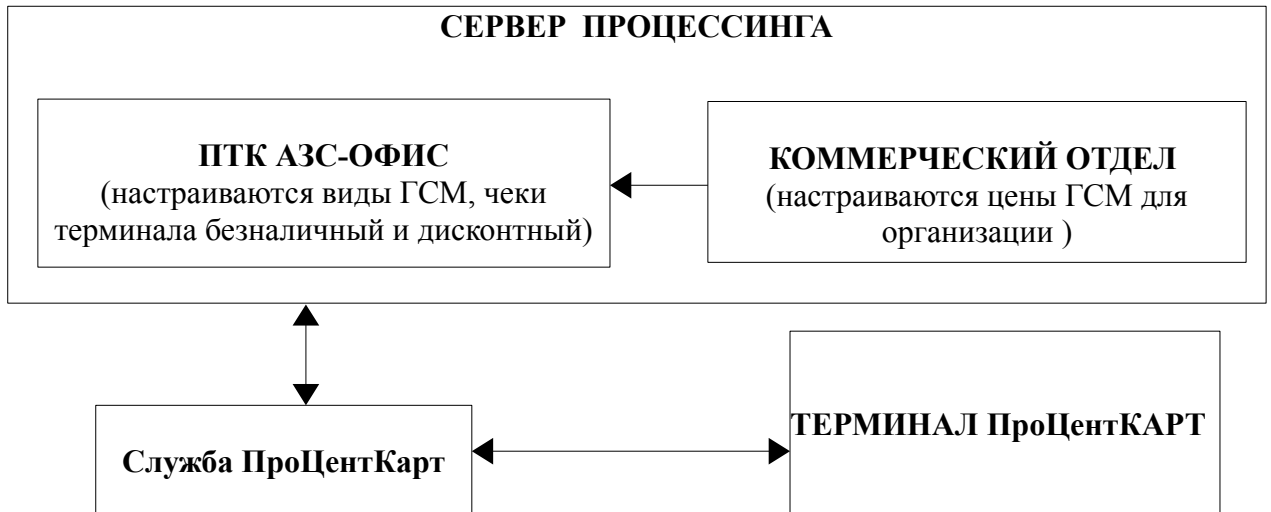 СЕРВЕР ПРОЦЕССИНГА
ПТК АЗС-ОФИС
(настраиваются виды ГСМ, чеки
терминала безналичный и дисконтный)
КОММЕРЧЕСКИЙ ОТДЕЛ
(настраиваются цены ГСМ для
организации )
ТЕРМИНАЛ ПроЦентКАРТ
Служба ПроЦентКарт